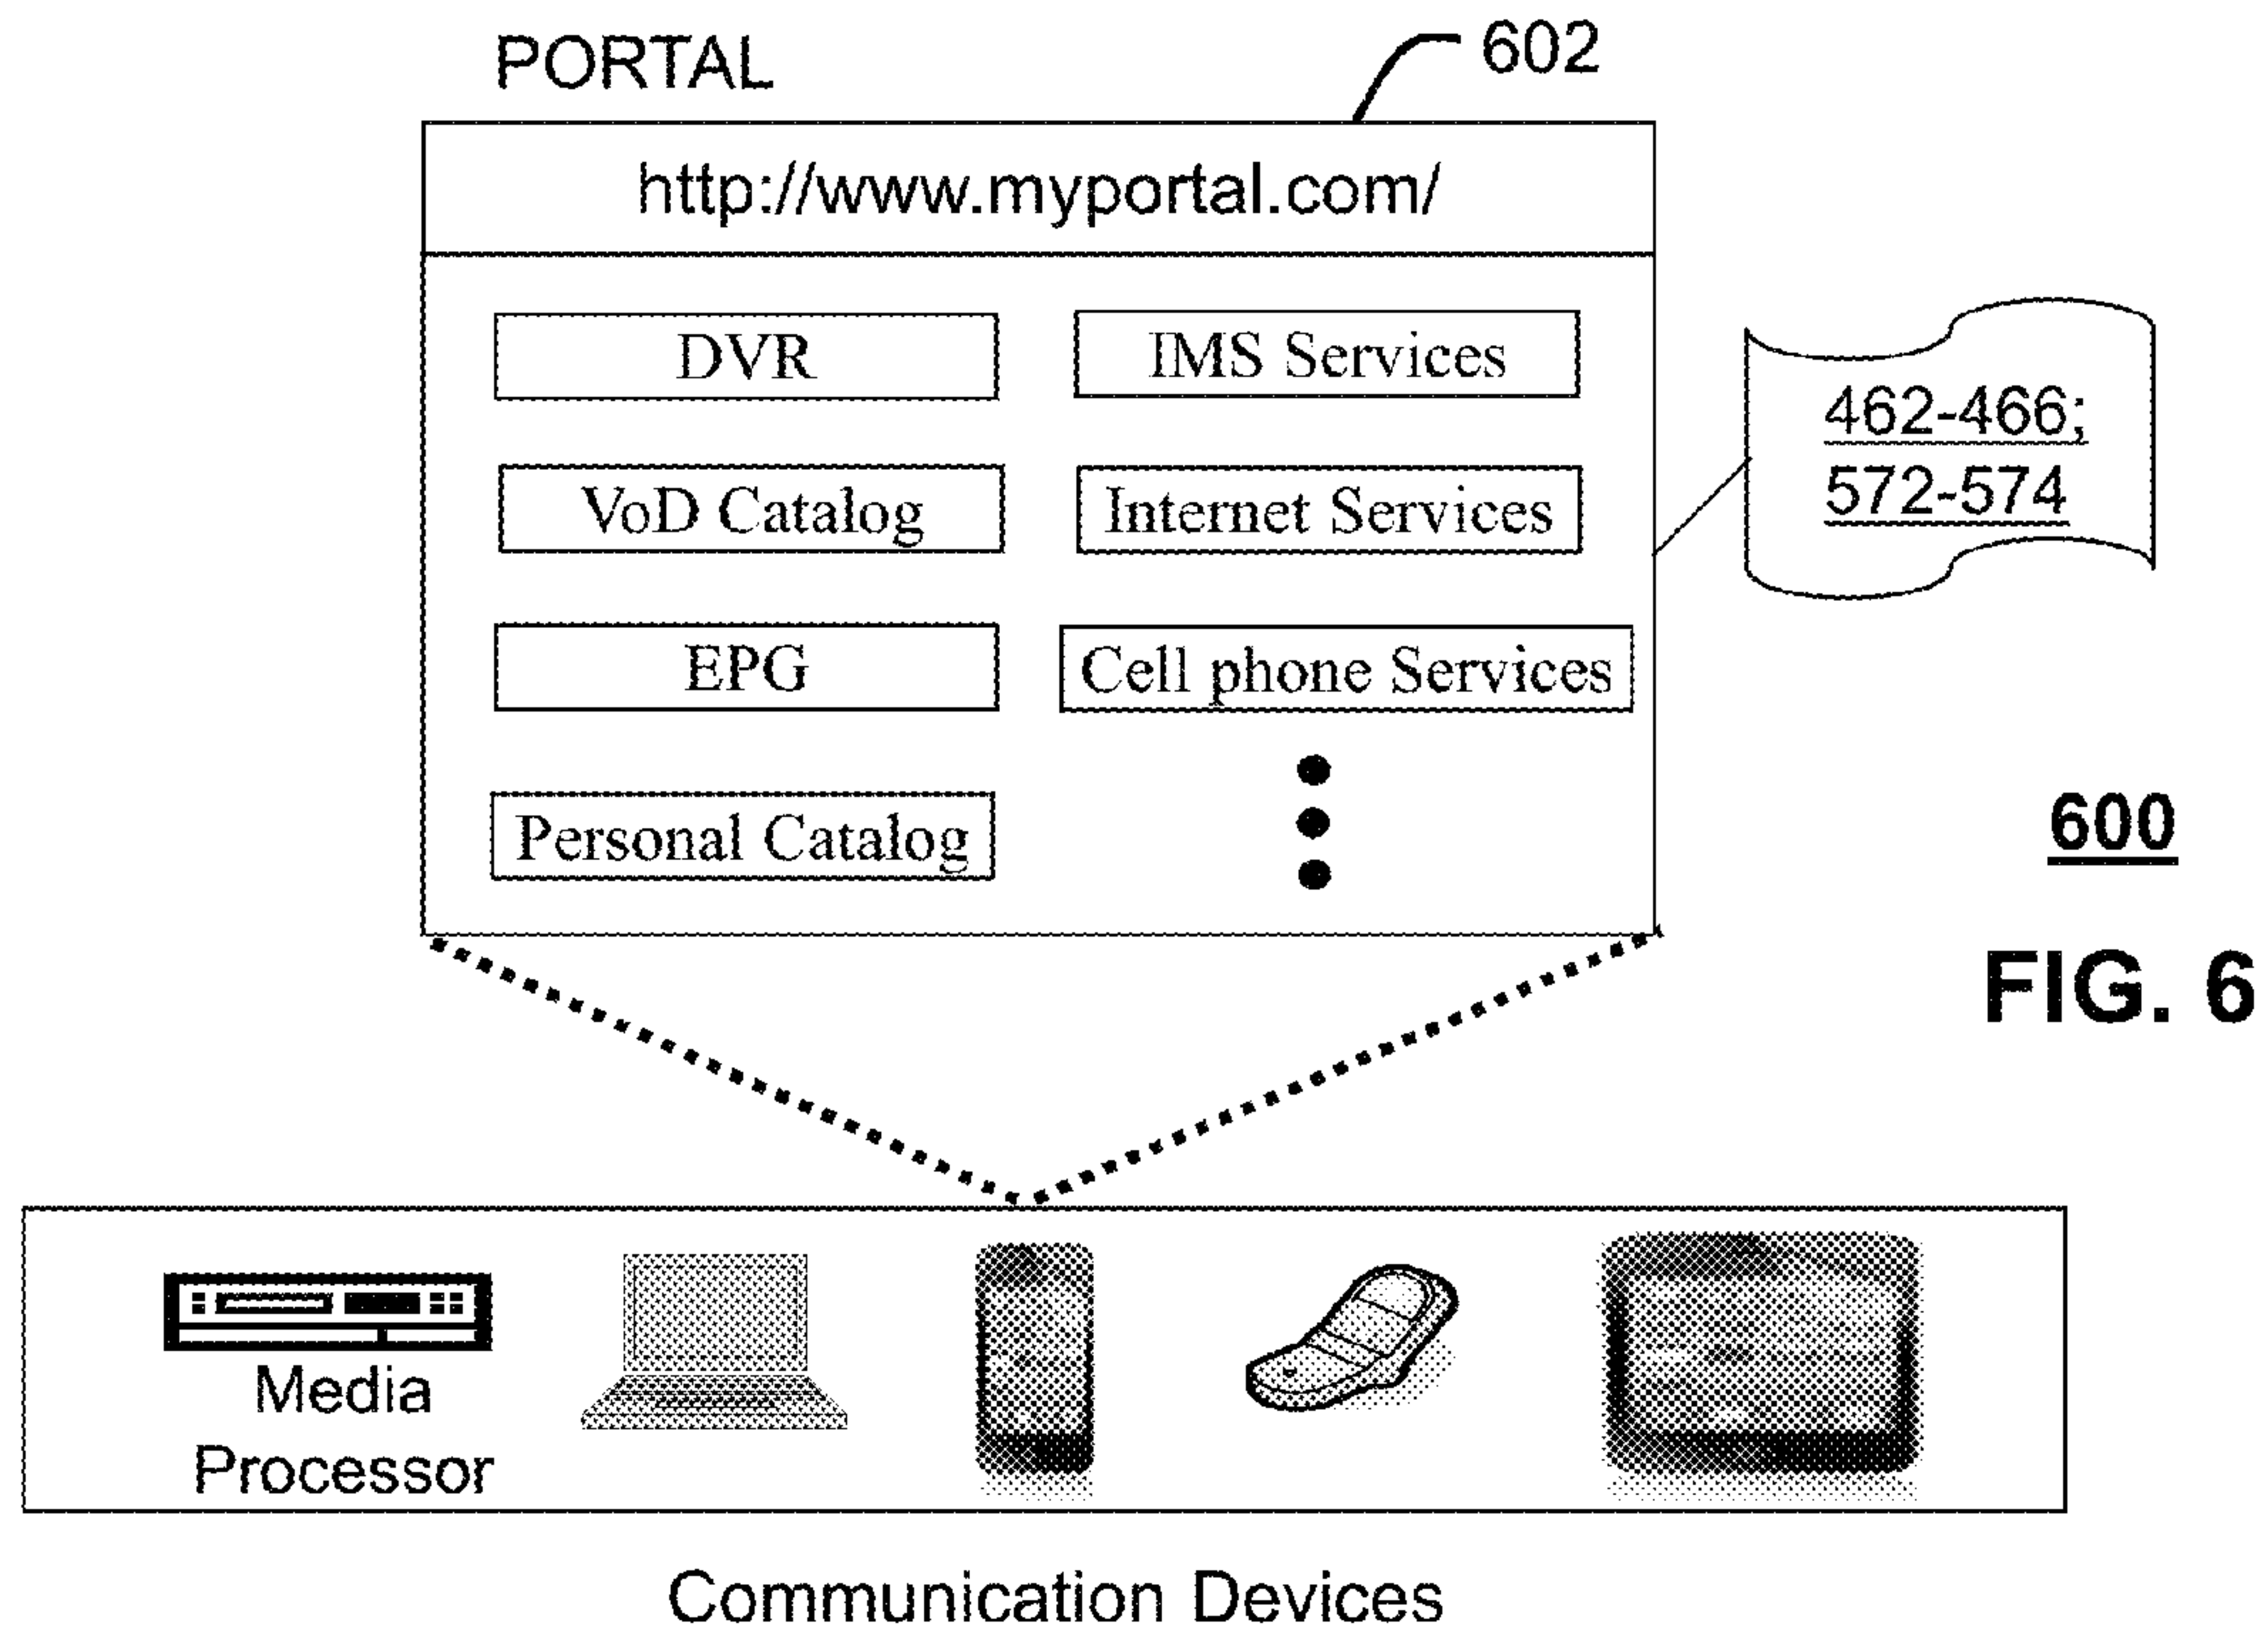 PORTAL
602
http://www.myportal.com/
DVR
IMS Services
VoD Catalog
Internet Services
EPG
Cell phone Services
Personal Catalog
462-466;
572-574
600
FIG. 6
Media
Processor
Communication Devices